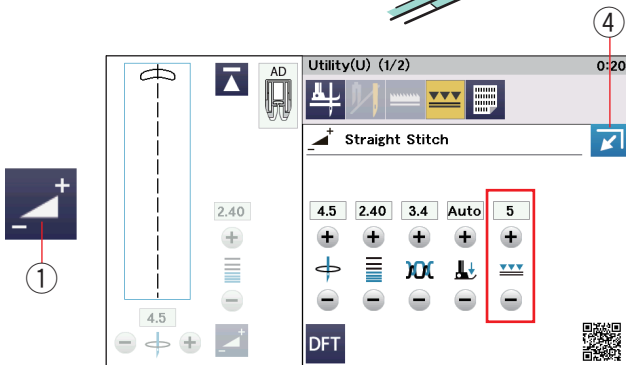 ④
AD
Utility(U) (1/2) 0:20
Straight Stitch
2.40
4.5 2.40 3.4 Auto 5
①
4.5
DFT